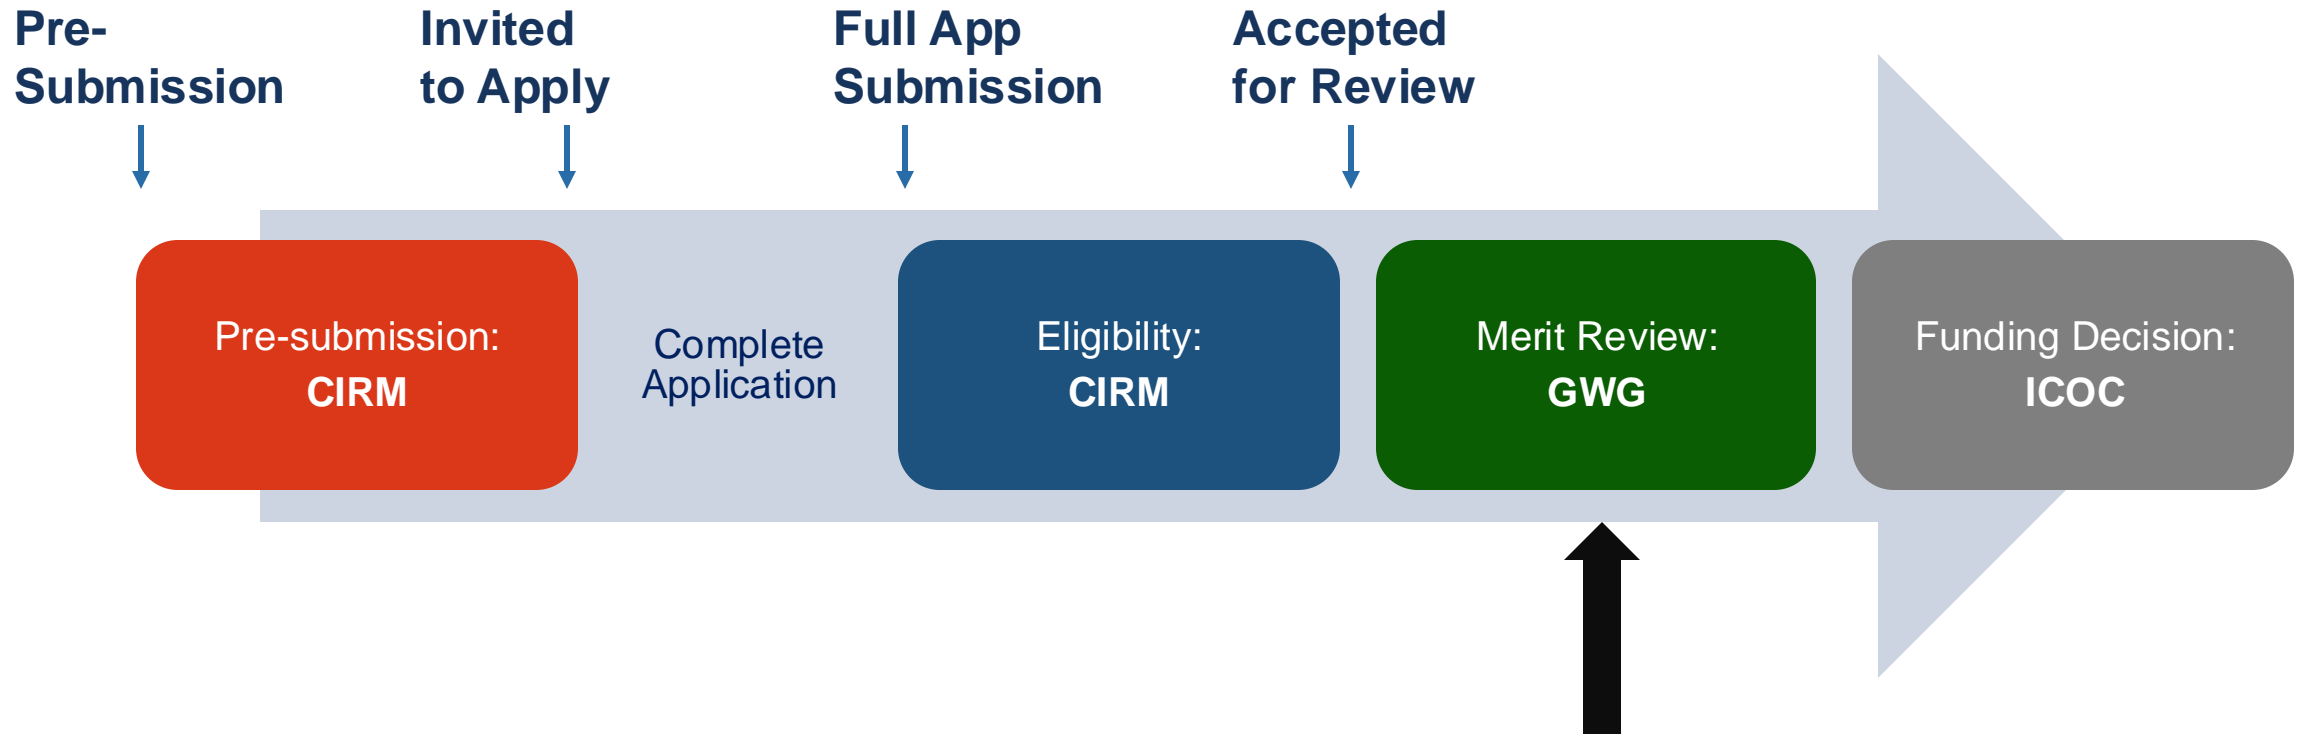 Pre-
Submission
Invited
to Apply
Full App
Submission
Accepted
for Review
Pre-submission:
CIRM
Complete
Application
Eligibility:
CIRM
Merit Review:
GWG
Funding Decision:
ICOC